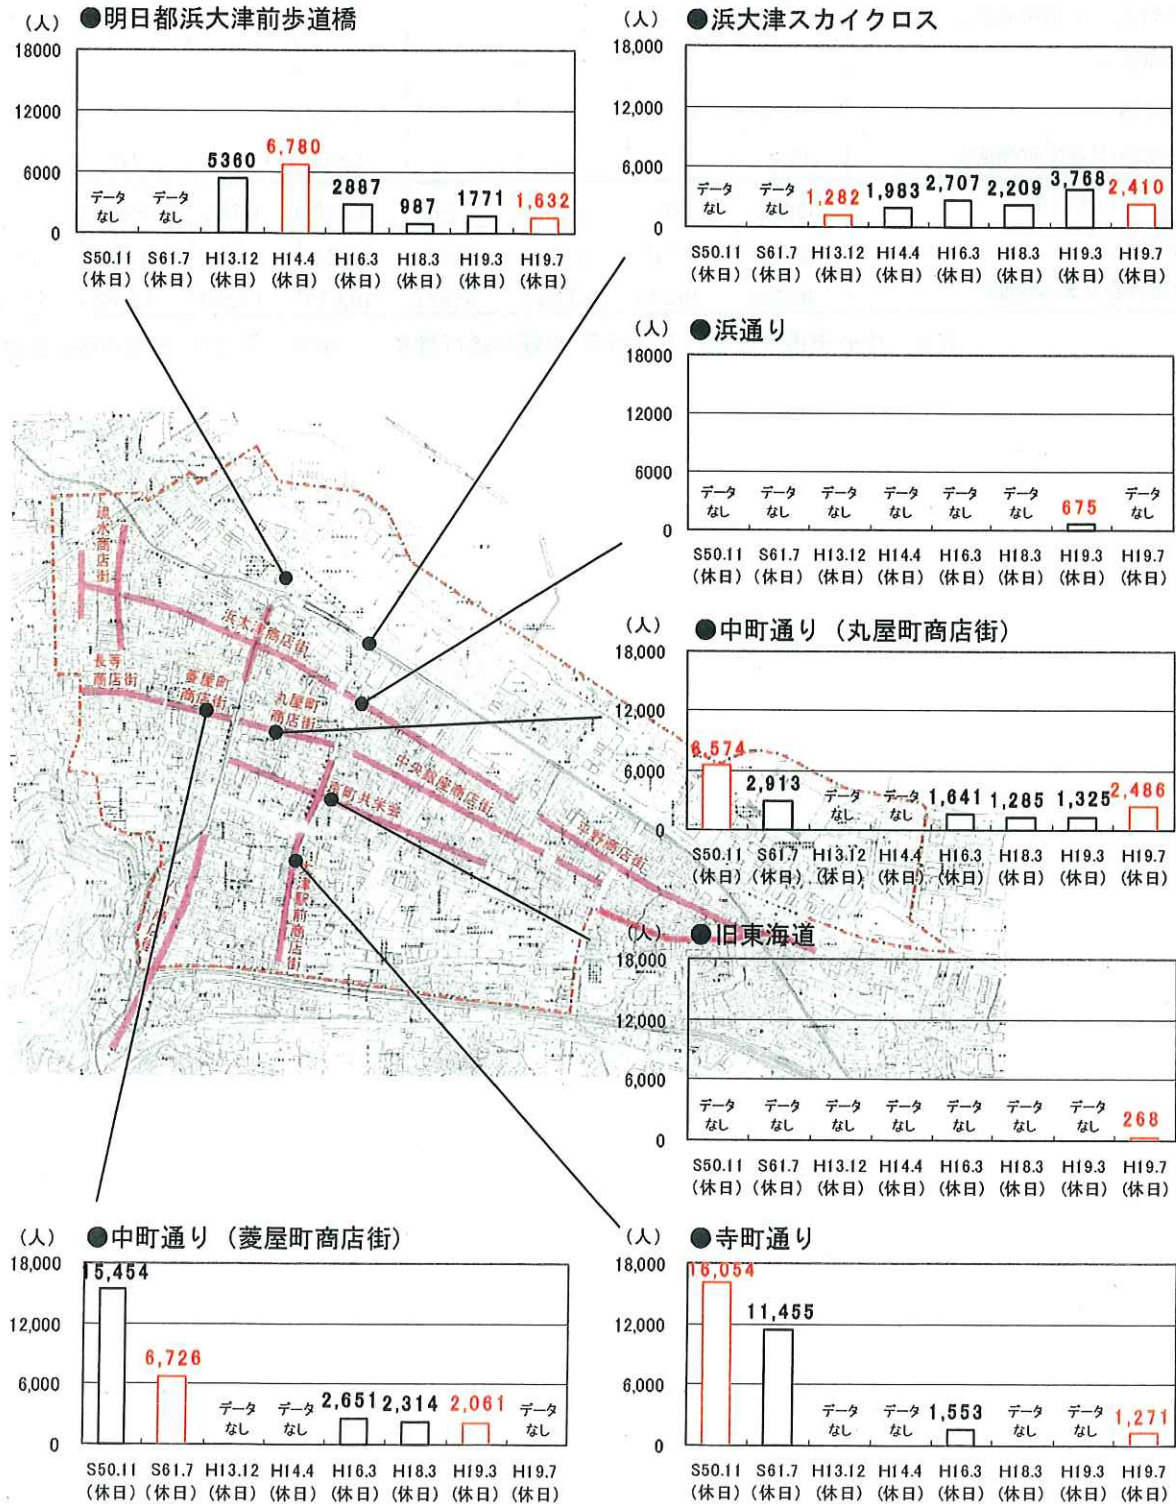 (人) ●明日都浜大津前歩道橋
18000
12000
6000
0
データ なし データ なし 5360 6,780 2887 987 1771 1,632
S50.11 S61.7 H13.12 H14.4 H16.3 H18.3 H19.3 H19.7
(休日) (休日) (休日) (休日) (休日) (休日) (休日) (休日)
(人) ●浜大津スカイクロス
18,000
12,000
6,000
0
データ なし データ なし 1,282 1,983 2,707 2,209 3,768 2,410
S50.11 S61.7 H13.12 H14.4 H16.3 H18.3 H19.3 H19.7
(休日) (休日) (休日) (休日) (休日) (休日) (休日) (休日)
(人) ●浜通り
18000
12000
6000
0
データ なし データ なし データ なし データ なし データ なし データ なし 675 データ なし
S50.11 S61.7 H13.12 H14.4 H16.3 H18.3 H19.3 H19.7
(休日) (休日) (休日) (休日) (休日) (休日) (休日) (休日)
疏水商店街
浜大津商店街
長等商店街
菱屋町商店街
丸屋町商店街
中央銀座商店街
京町共栄会
平野商店街
大津駅前商店街
(人) ●中町通り（丸屋町商店街）
18,000
12,000
6,000
0
6,574 2,913 データ なし データ なし 1,641 1,285 1,325 2,486
S50.11 S61.7 H13.12 H14.4 H16.3 H18.3 H19.3 H19.7
(休日) (休日) (休日) (休日) (休日) (休日) (休日) (休日)
(人) ●旧東海道
18,000
12,000
6,000
0
データ なし データ なし データ なし データ なし データ なし データ なし データ なし 268
S50.11 S61.7 H13.12 H14.4 H16.3 H18.3 H19.3 H19.7
(休日) (休日) (休日) (休日) (休日) (休日) (休日) (休日)
(人) ●中町通り（菱屋町商店街）
18,000
12,000
6,000
0
15,454 6,726 データ なし データ なし 2,651 2,314 2,061 データ なし
S50.11 S61.7 H13.12 H14.4 H16.3 H18.3 H19.3 H19.7
(休日) (休日) (休日) (休日) (休日) (休日) (休日) (休日)
(人) ●寺町通り
18,000
12,000
6,000
0
16,054 11,455 データ なし データ なし 1,553 データ なし データ なし 1,271
S50.11 S61.7 H13.12 H14.4 H16.3 H18.3 H19.3 H19.7
(休日) (休日) (休日) (休日) (休日) (休日) (休日) (休日)